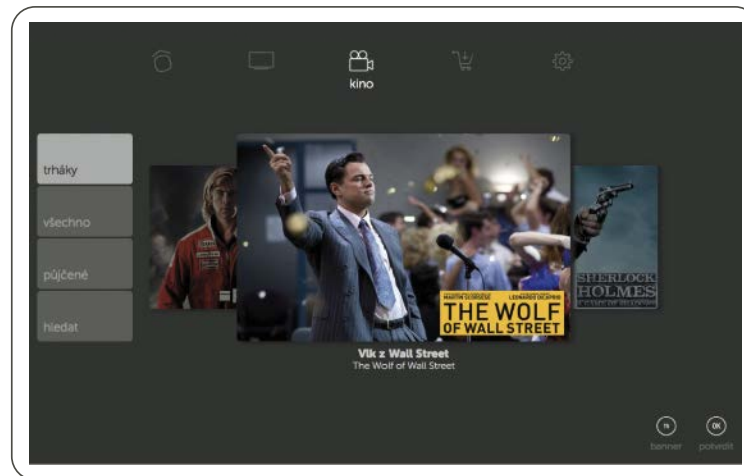 kino
trháky
všechno
půjčené
hledat
MARTIN SCORSESE LEONARDO DICAPRIO
THE WOLF
OF WALL STREET
SHERLOCK
HOLMES
Vlk z Wall Street
The Wolf of Wall Street
OK
banner potvrdit